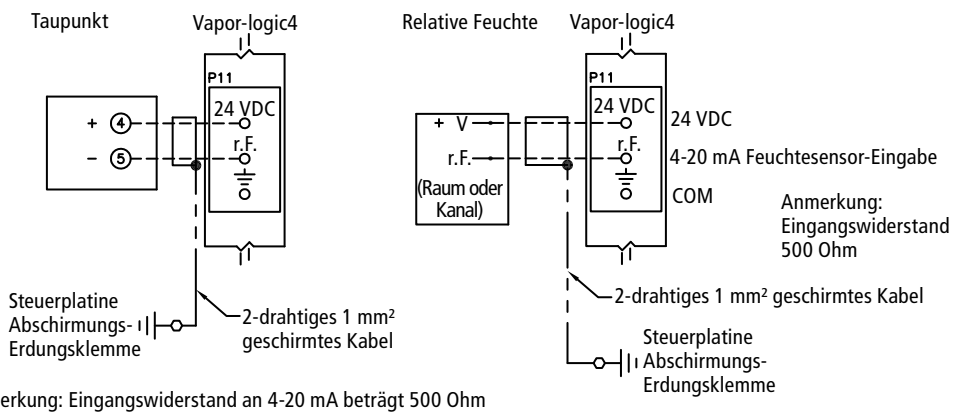 Taupunkt
Vapor-logic4
P11
24 VDC
r.F.
+ 4
- 5
Steuerplatine
Abschirmungs-
Erdungsklemme
2-drahtiges 1 mm²
geschirmtes Kabel
Relative Feuchte
Vapor-logic4
P11
24 VDC
r.F.
+ V
r.F.
(Raum oder
Kanal)
24 VDC
4-20 mA Feuchtesensor-Eingabe
COM
Anmerkung:
Eingangswiderstand
500 Ohm
2-drahtiges 1 mm² geschirmtes Kabel
Steuerplatine
Abschirmungs-
Erdungsklemme
erkung: Eingangswiderstand an 4-20 mA beträgt 500 Ohm